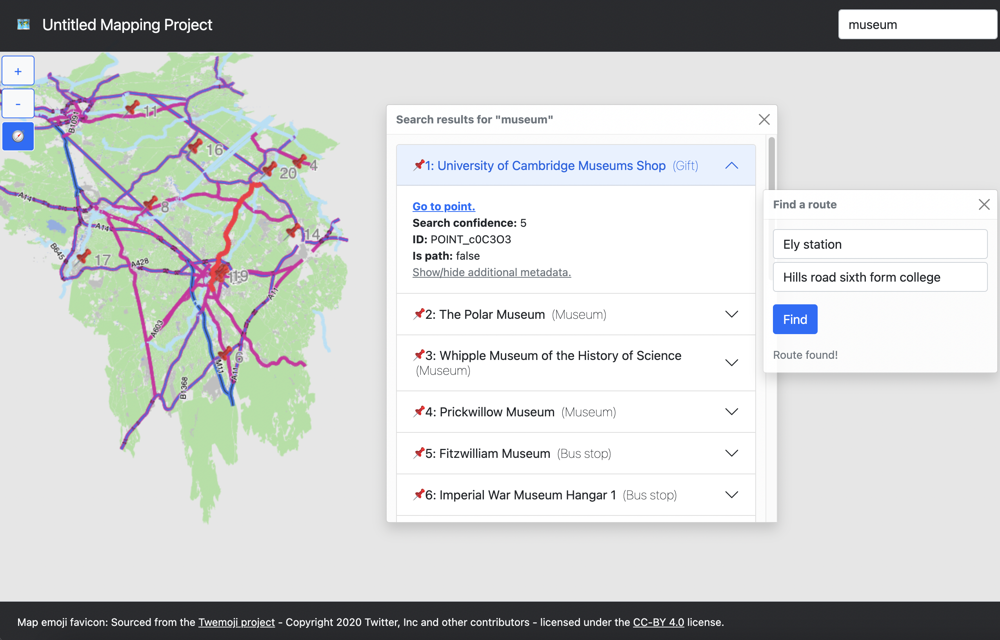 Untitled Mapping Project
museum
+
-
B1091
11
16
4
20
A14
8
A14
14
B645
17
A428
19
A11
A603
6
M11
A11
B1368
Search results for "museum"
1: University of Cambridge Museums Shop (Gift)
Go to point.
Search confidence: 5
ID: POINT_c0C3O3
Is path: false
Show/hide additional metadata.
2: The Polar Museum (Museum)
3: Whipple Museum of the History of Science
(Museum)
4: Prickwillow Museum (Museum)
5: Fitzwilliam Museum (Bus stop)
6: Imperial War Museum Hangar 1 (Bus stop)
Find a route
Ely station
Hills road sixth form college
Find
Route found!
Map emoji favicon: Sourced from the Twemoji project - Copyright 2020 Twitter, Inc and other contributors - licensed under the CC-BY 4.0 license.